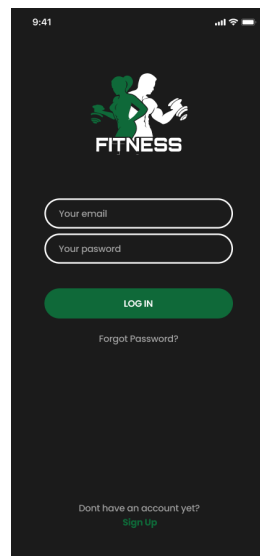 9:41
FITNESS
Your email
Your pasword
LOG IN
Forgot Password?
Dont have an account yet?
Sign Up